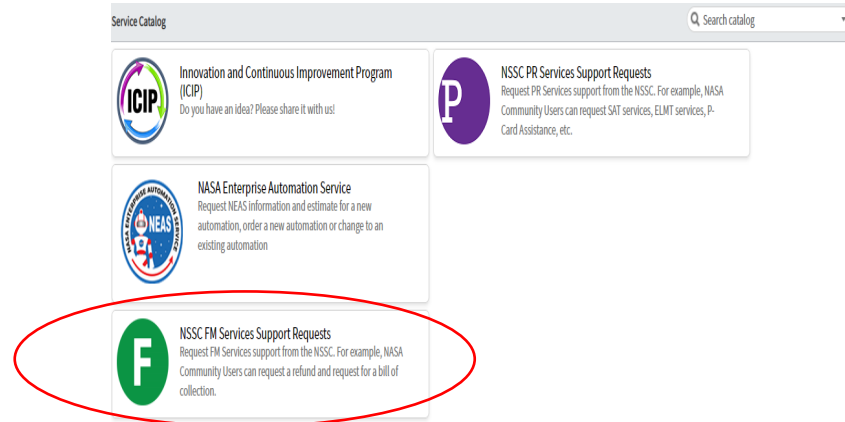 Service Catalog
Search catalog
ICIP
Innovation and Continuous Improvement Program
(ICIP)
Do you have an idea? Please share it with us!
P
NSSC PR Services Support Requests
Request PR Services support from the NSSC. For example, NASA
Community Users can request SAT services, ELMT services, P-
Card Assistance, etc.
NASA ENTERPRISE AUTOMATION SERVICE
NEAS
NASA Enterprise Automation Service
Request NEAS information and estimate for a new
automation, order a new automation or change to an
existing automation
F
NSSC FM Services Support Requests
Request FM Services support from the NSSC. For example, NASA
Community Users can request a refund and request for a bill of
collection.